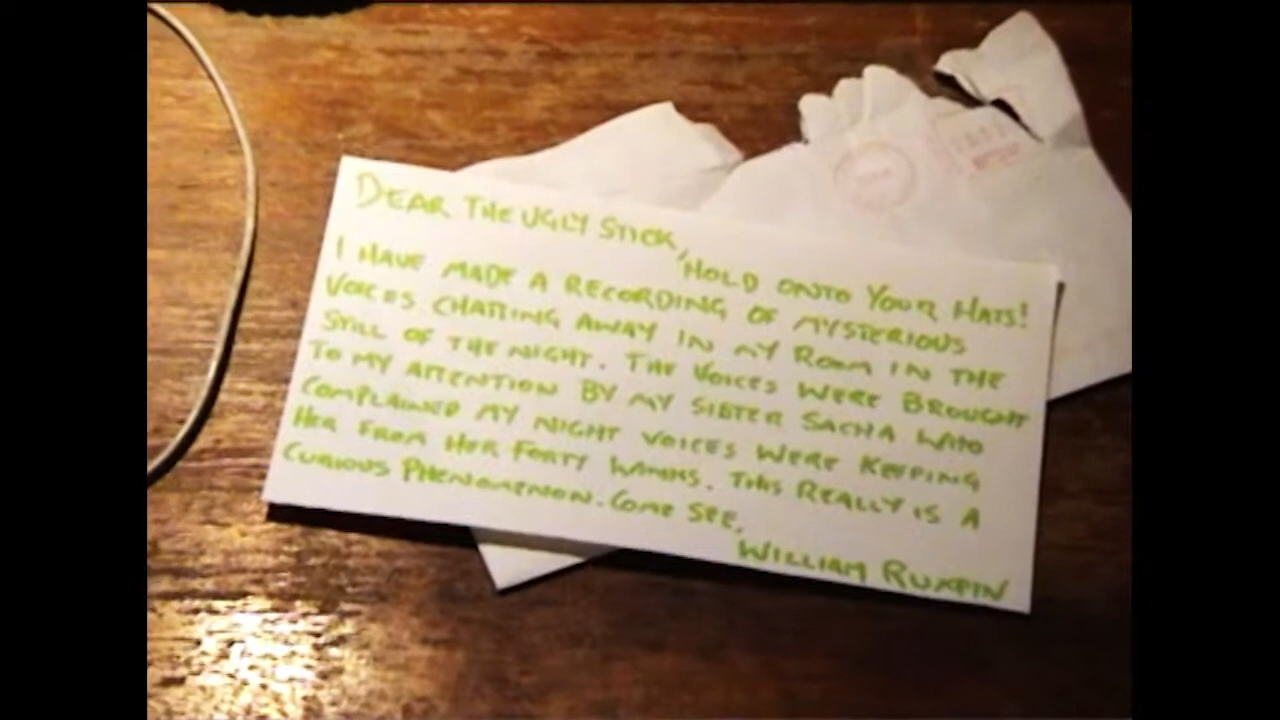 DEAR THE UGLY STICK,
HOLD ONTO YOUR HATS!
I HAVE MADE A RECORDING OF MYSTERIOUS
VOICES CHATTING AWAY IN MY ROOM IN THE
STILL OF THE NIGHT. THE VOICES WERE BROUGHT
TO MY ATTENTION BY MY SISTER SACHA WHO
COMPLAINED MY NIGHT VOICES WERE KEEPING
HER FROM HER FORTY WINKS. THIS REALLY IS A
CURIOUS PHENOMENON. COME SEE,
WILLIAM RUXPIN